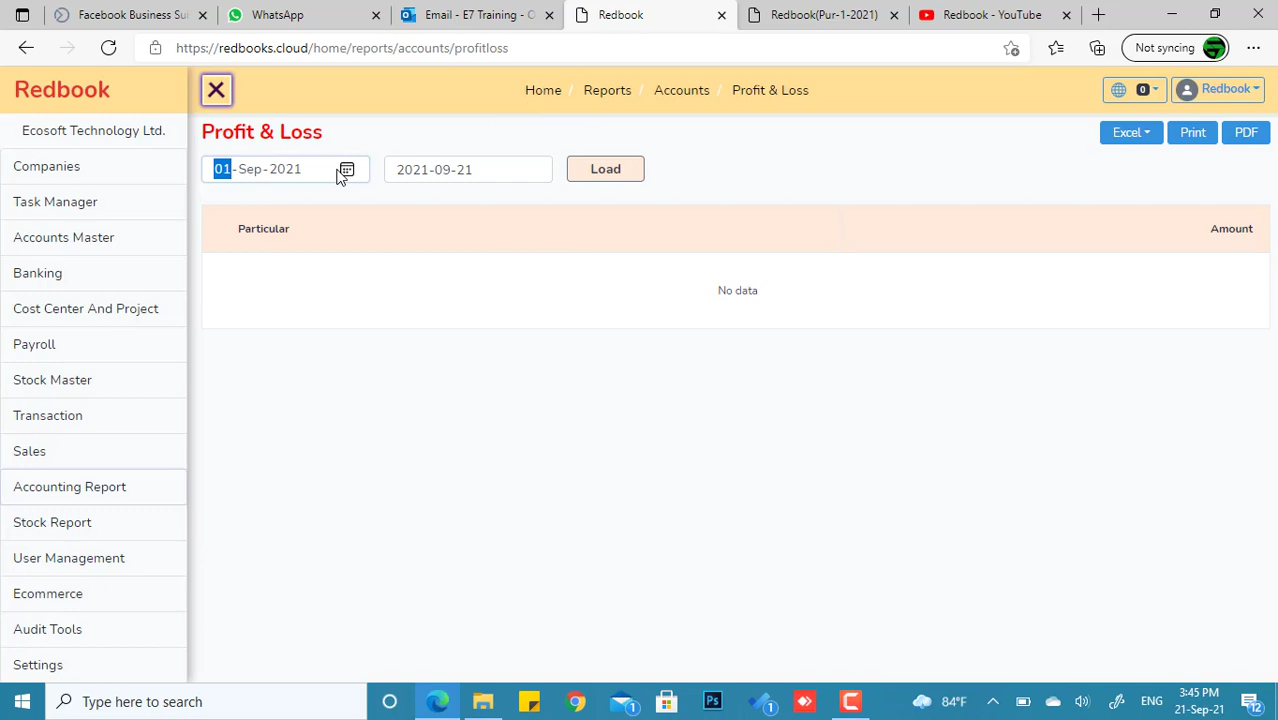 Facebook Business Su
WhatsApp
Email - E7 Training - O
Redbook
Redbook(Pur-1-2021)
Redbook - YouTube
https://redbooks.cloud/home/reports/accounts/profitloss
Not syncing
Redbook
Home / Reports / Accounts / Profit & Loss
0
Redbook
Ecosoft Technology Ltd.
Profit & Loss
Excel
Print
PDF
Companies
01-Sep-2021
2021-09-21
Load
Task Manager
Particular
Amount
Accounts Master
Banking
No data
Cost Center And Project
Payroll
Stock Master
Transaction
Sales
Accounting Report
Stock Report
User Management
Ecommerce
Audit Tools
Settings
Type here to search
1
Ps
1
84°F
ENG
3:45 PM
21-Sep-21
12